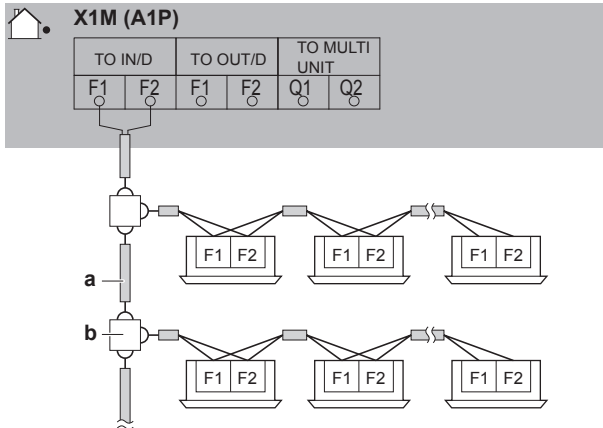 X1M (A1P)
TO IN/D TO OUT/D TO MULTI UNIT
F1 F2 F1 F2 Q1 Q2
F1 F2 F1 F2 F1 F2
a
b
F1 F2 F1 F2 F1 F2